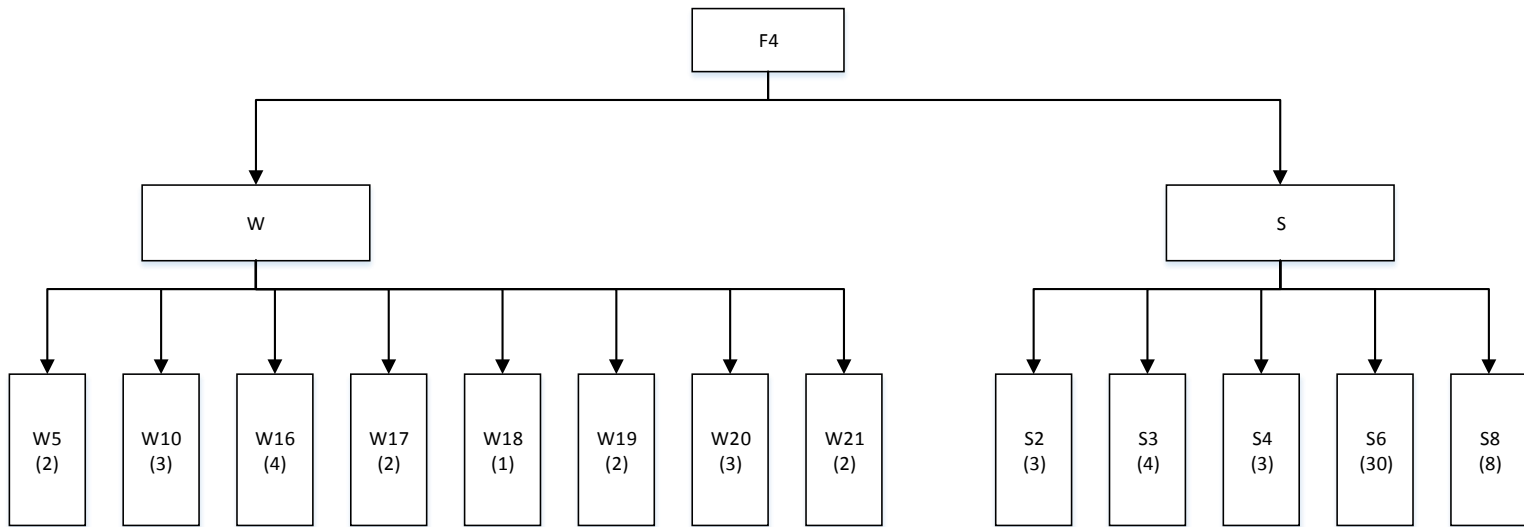 F4
W
S
W5
(2)
W10
(3)
W16
(4)
W17
(2)
W18
(1)
W19
(2)
W20
(3)
W21
(2)
S2
(3)
S3
(4)
S4
(3)
S6
(30)
S8
(8)